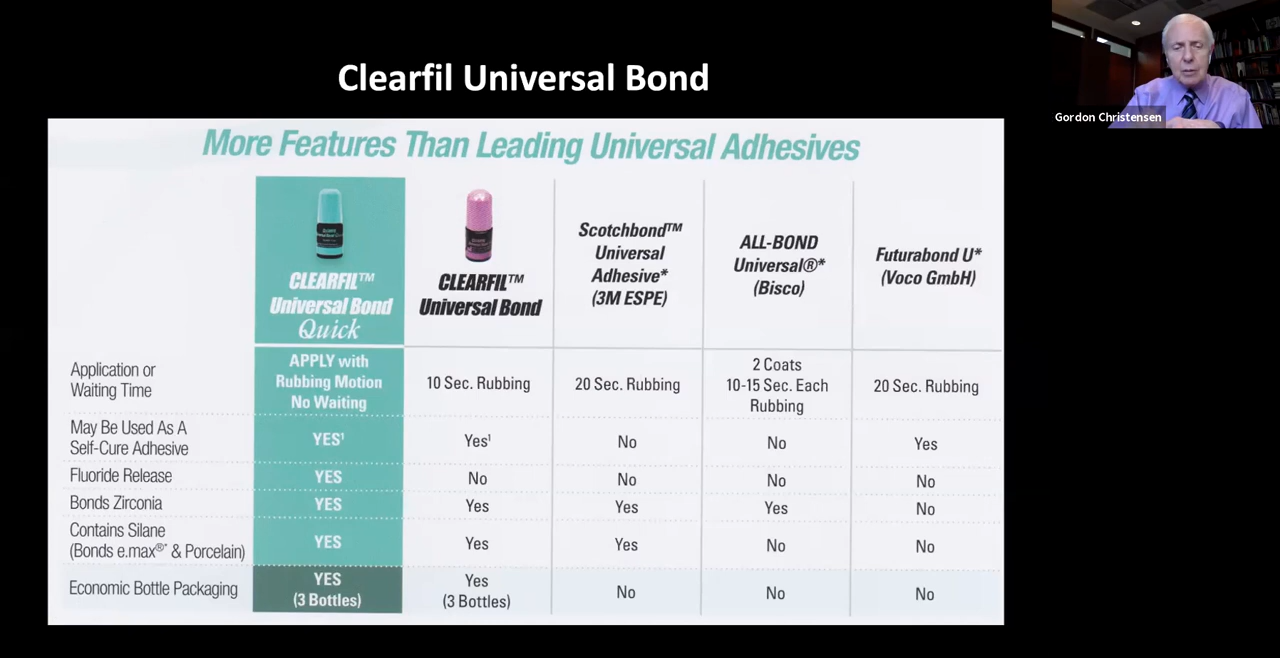 Clearfil Universal Bond
Gordon Christensen
More Features Than Leading Universal Adhesives
CLEARFIL™
Universal Bond
Quick
CLEARFIL™
Universal Bond
Scotchbond™
Universal
Adhesive*
(3M ESPE)
ALL-BOND
Universal®*
(Bisco)
Futurabond U*
(Voco GmbH)
Application or
Waiting Time
APPLY with
Rubbing Motion
No Waiting
10 Sec. Rubbing
20 Sec. Rubbing
2 Coats
10-15 Sec. Each
Rubbing
20 Sec. Rubbing
May Be Used As A
Self-Cure Adhesive
YES¹
Yes¹
No
No
Yes
Fluoride Release
YES
No
No
No
No
Bonds Zirconia
YES
Yes
Yes
Yes
No
Contains Silane
(Bonds e.max®* & Porcelain)
YES
Yes
Yes
No
No
Economic Bottle Packaging
YES
(3 Bottles)
Yes
(3 Bottles)
No
No
No